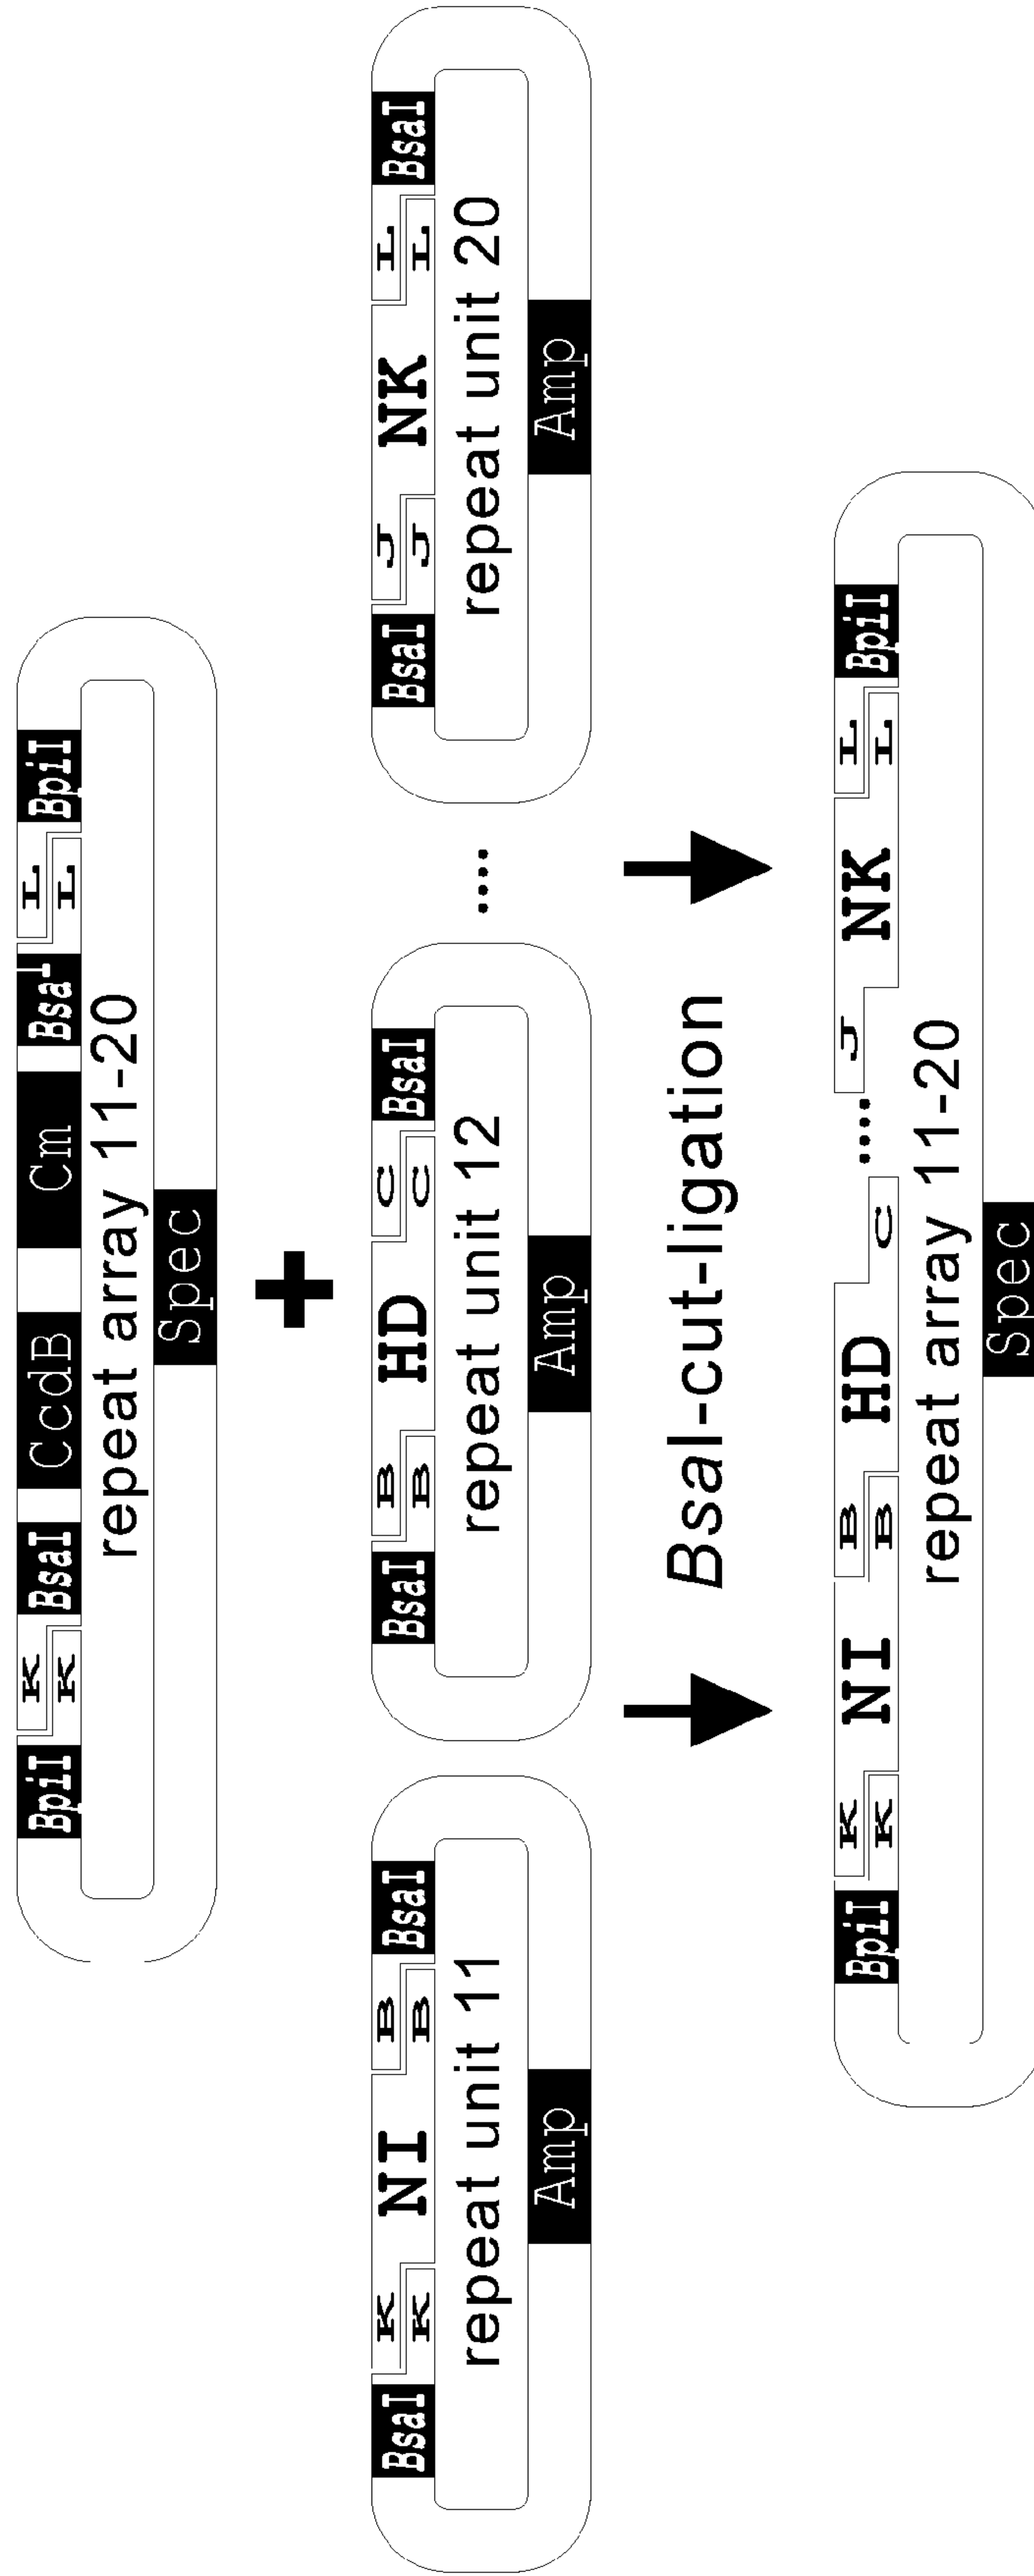 BpiI K K BsaI CcdB Cm BsaI L L BpiI
repeat array 11-20
Spec
+
BsaI K K NI B B BsaI
repeat unit 11
Amp
BsaI B B HD C C BsaI
repeat unit 12
Amp
....
BsaI J J NK L L BsaI
repeat unit 20
Amp
BsaI-cut-ligation
BpiI K K NI B B HD C .... J NK L L BpiI
repeat array 11-20
Spec